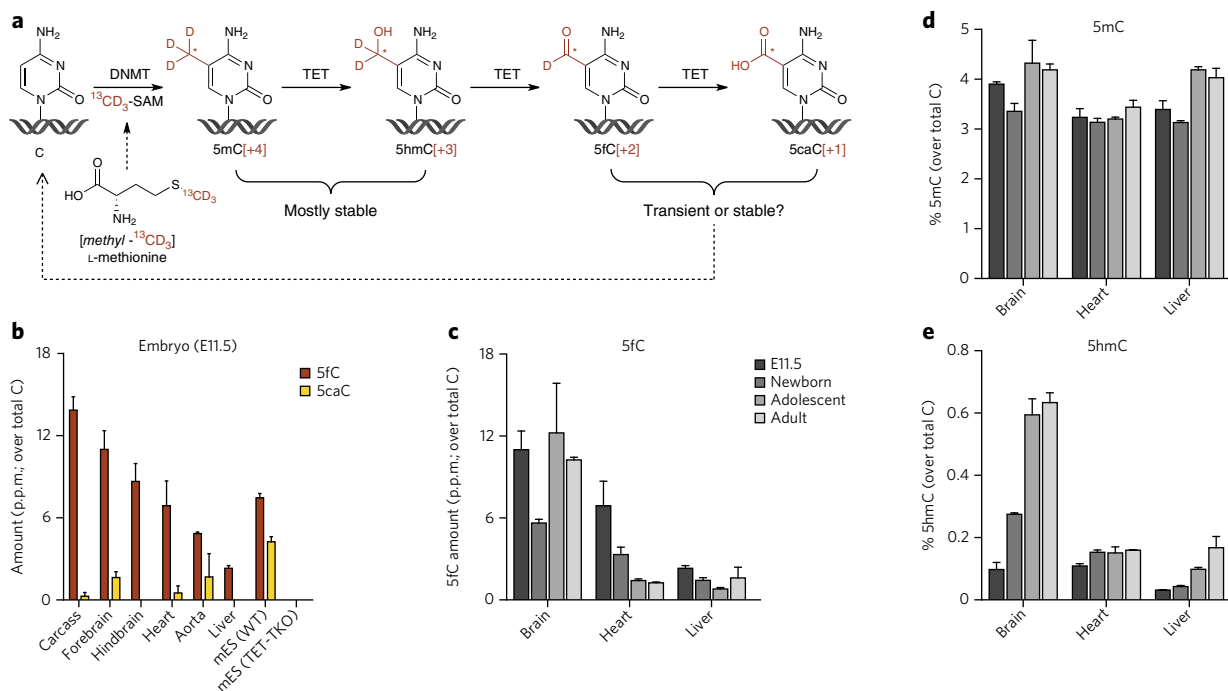 a
NH2
N
N
O
C
DNMT
13CD3-SAM
D
D
D
*
NH2
N
N
O
5mC[+4]
TET
OH
D
D
*
NH2
N
N
O
5hmC[+3]
TET
O
D
*
NH2
N
N
O
5fC[+2]
TET
O
HO
*
NH2
N
N
O
5caC[+1]
O
HO
NH2
S
13CD3
[methyl -13CD3]
L-methionine
Mostly stable
Transient or stable?
b
Embryo (E11.5)
Amount (p.p.m.; over total C)
18
12
6
0
5fC
5caC
Carcass
Forebrain
Hindbrain
Heart
Aorta
Liver
mES (WT)
mES (TET-TKO)
c
5fC
5fC amount (p.p.m.; over total C)
18
12
6
0
E11.5
Newborn
Adolescent
Adult
Brain
Heart
Liver
d
5mC
% 5mC (over total C)
5
4
3
2
1
0
Brain
Heart
Liver
e
5hmC
% 5hmC (over total C)
0.8
0.6
0.4
0.2
0
Brain
Heart
Liver